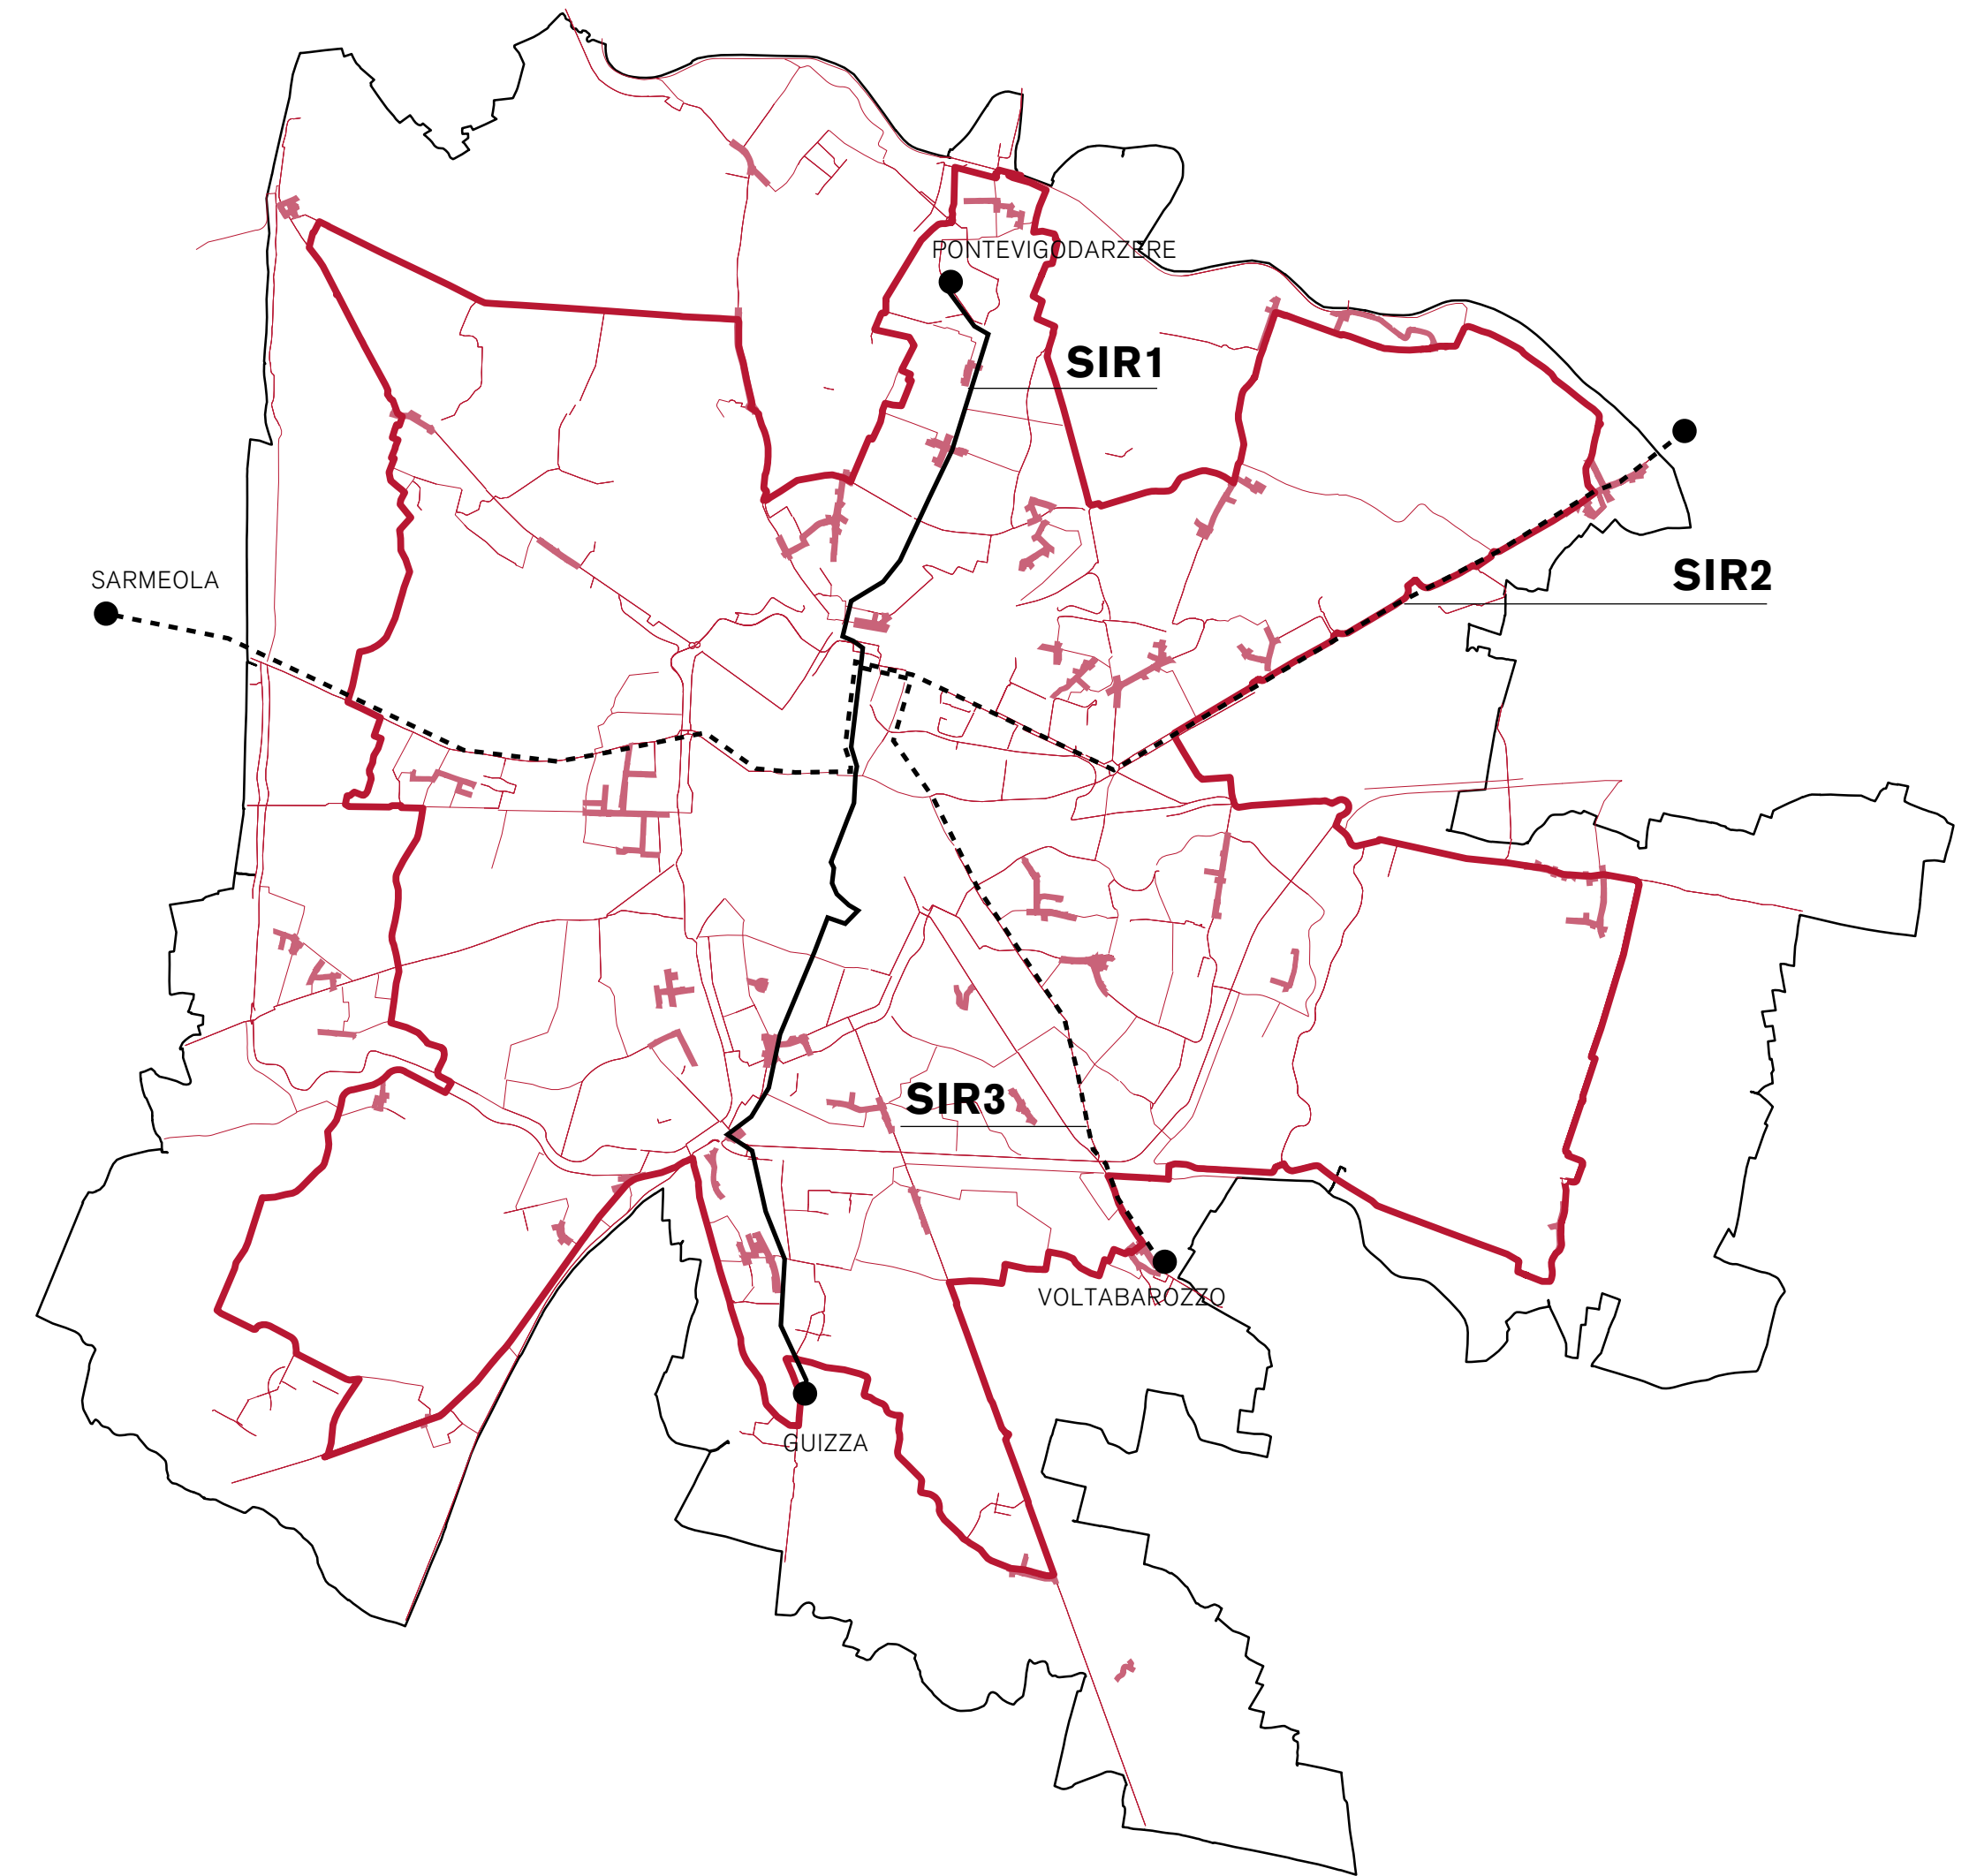 PONTEVIGODARZERE
SIR1
SARMEOLA
SIR2
SIR3
VOLTABAROZZO
GUIZZA